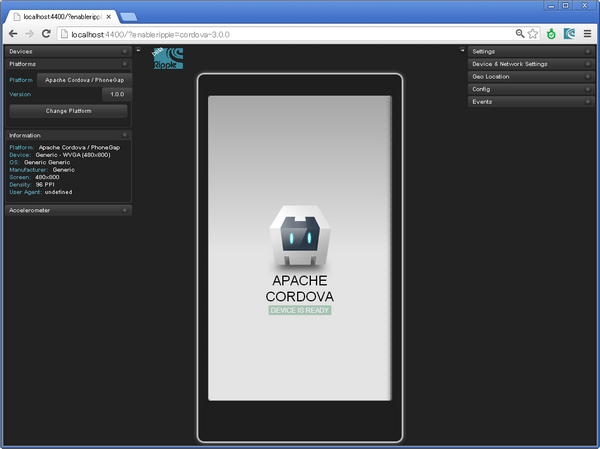 localhost:4400/?enableripple
localhost:4400/?enableripple=cordova-3.0.0
Devices
Platforms
Platform Apache Cordova / PhoneGap
Version 1.0.0
Change Platform
Information
Platform: Apache Cordova / PhoneGap
Device: Generic - WVGA (480x800)
OS: Generic Generic
Manufacturer: Generic
Screen: 480x800
Density: 96 PPI
User Agent: undefined
Accelerometer
beta
Ripple
APACHE
CORDOVA
DEVICE IS READY
Settings
Device & Network Settings
Geo Location
Config
Events